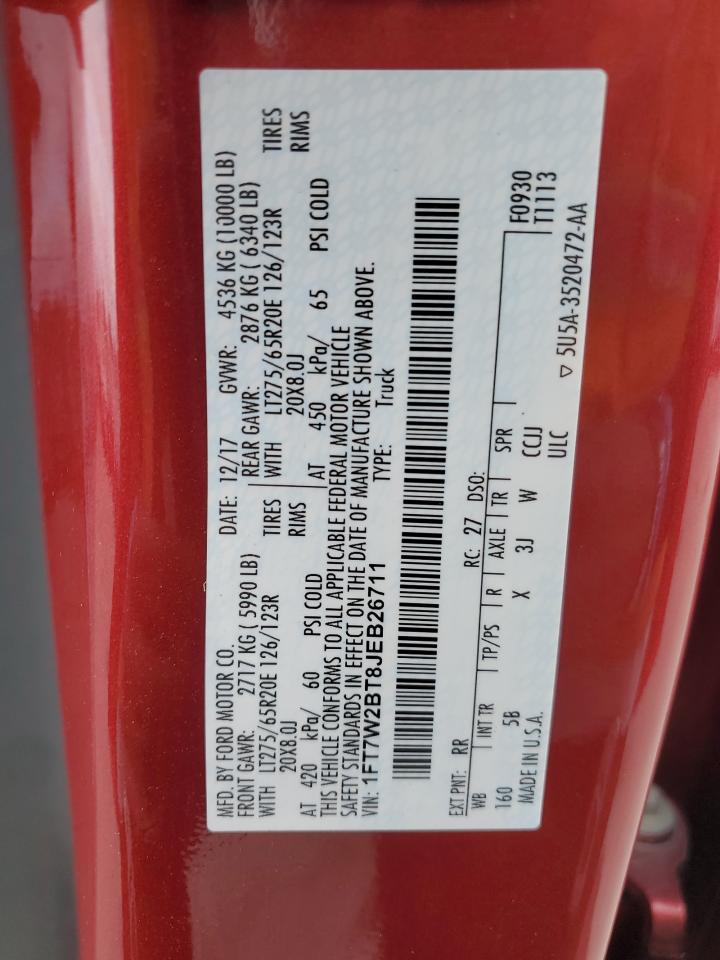 MFD. BY FORD MOTOR CO. DATE: 12/17 GVWR: 4536 KG (10000 LB)
FRONT GAWR: 2717 KG ( 5990 LB) REAR GAWR: 2876 KG ( 6340 LB)
WITH LT275/65R20E 126/123R TIRES WITH LT275/65R20E 126/123R TIRES
20X8.0J RIMS 20X8.0J RIMS
AT 420 kPa/ 60 PSI COLD AT 450 kPa/ 65 PSI COLD
THIS VEHICLE CONFORMS TO ALL APPLICABLE FEDERAL MOTOR VEHICLE
SAFETY STANDARDS IN EFFECT ON THE DATE OF MANUFACTURE SHOWN ABOVE.
VIN: 1FT7W2BT8JEB26711 TYPE: Truck
EXT PNT: RR RC: 27 DSO:
WB INT TR TP/PS R AXLE TR SPR F0930
160 5B X 3J W CCJJ T1113
MADE IN U.S.A. ULC
▽ 5U5A-3520472-AA